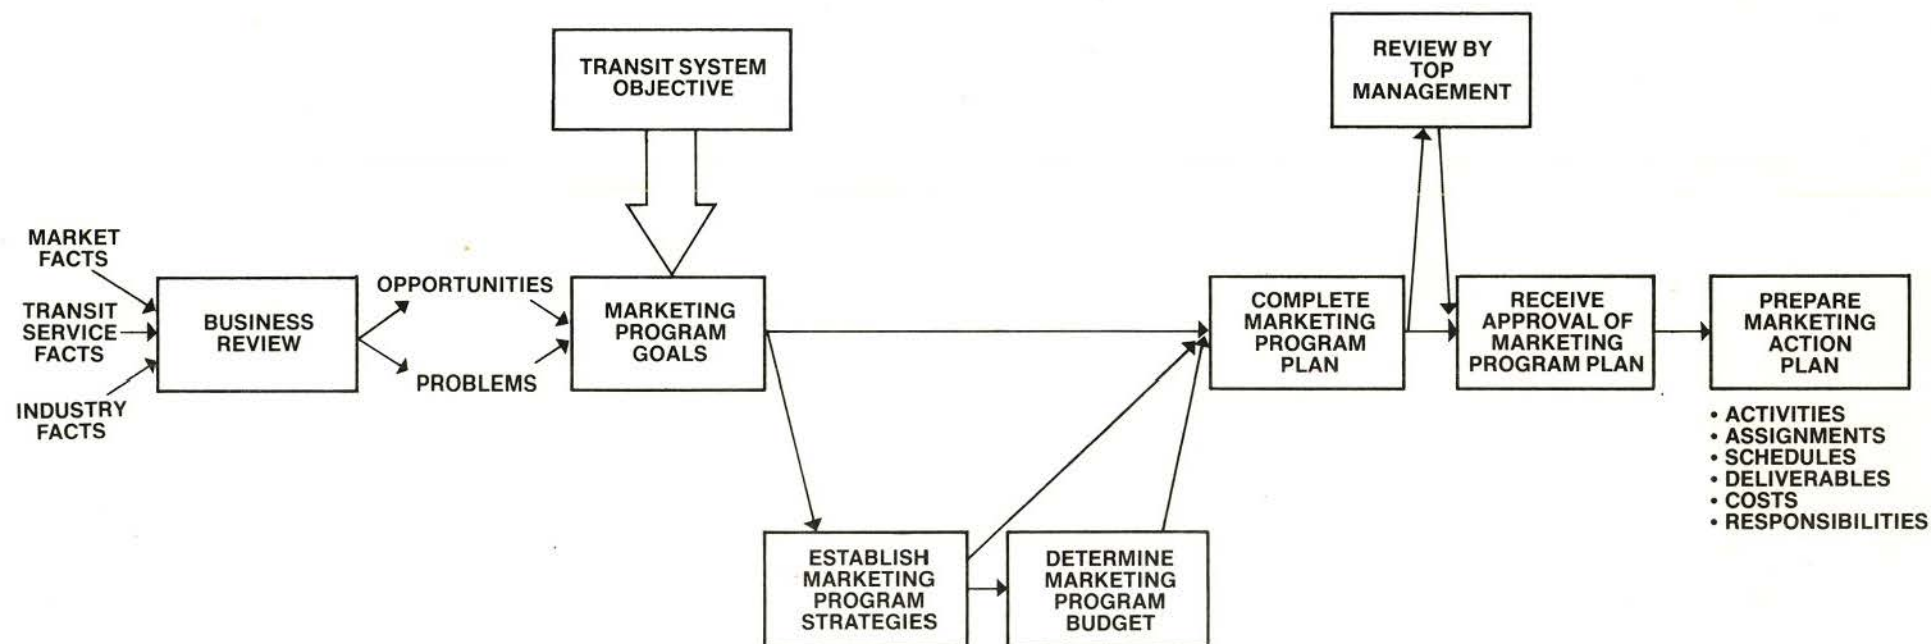 TRANSIT SYSTEM
OBJECTIVE
REVIEW BY
TOP
MANAGEMENT
MARKET
FACTS
TRANSIT
SERVICE
FACTS
INDUSTRY
FACTS
BUSINESS
REVIEW
OPPORTUNITIES
PROBLEMS
MARKETING
PROGRAM
GOALS
ESTABLISH
MARKETING
PROGRAM
STRATEGIES
DETERMINE
MARKETING
PROGRAM
BUDGET
COMPLETE
MARKETING
PROGRAM
PLAN
RECEIVE
APPROVAL OF
MARKETING
PROGRAM PLAN
PREPARE
MARKETING
ACTION
PLAN
• ACTIVITIES
• ASSIGNMENTS
• SCHEDULES
• DELIVERABLES
• COSTS
• RESPONSIBILITIES